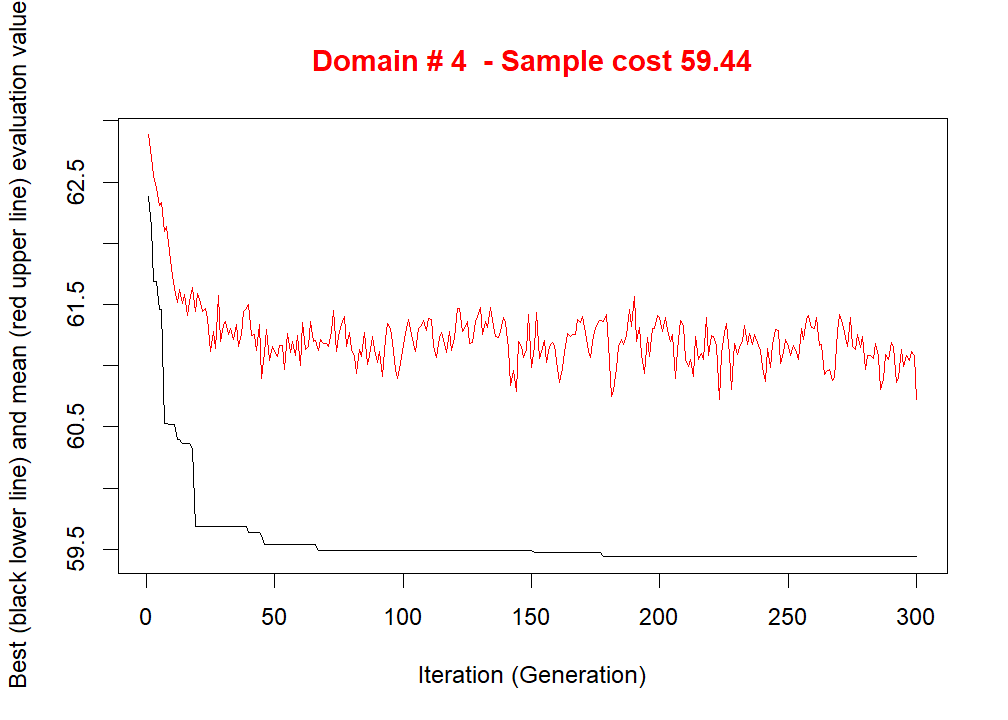 Domain # 4  - Sample cost 59.44
Best (black lower line) and mean (red upper line) evaluation value
62.5
61.5
60.5
59.5
0 50 100 150 200 250 300
Iteration (Generation)